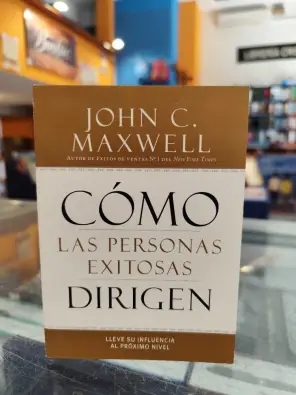 JOHN C.
MAXWELL
AUTOR DE ÉXITOS DE VENTAS Nº1 DEL NEW YORK TIMES
CÓMO
LAS PERSONAS
EXITOSAS
DIRIGEN
LLEVE SU INFLUENCIA
AL PRÓXIMO NIVEL